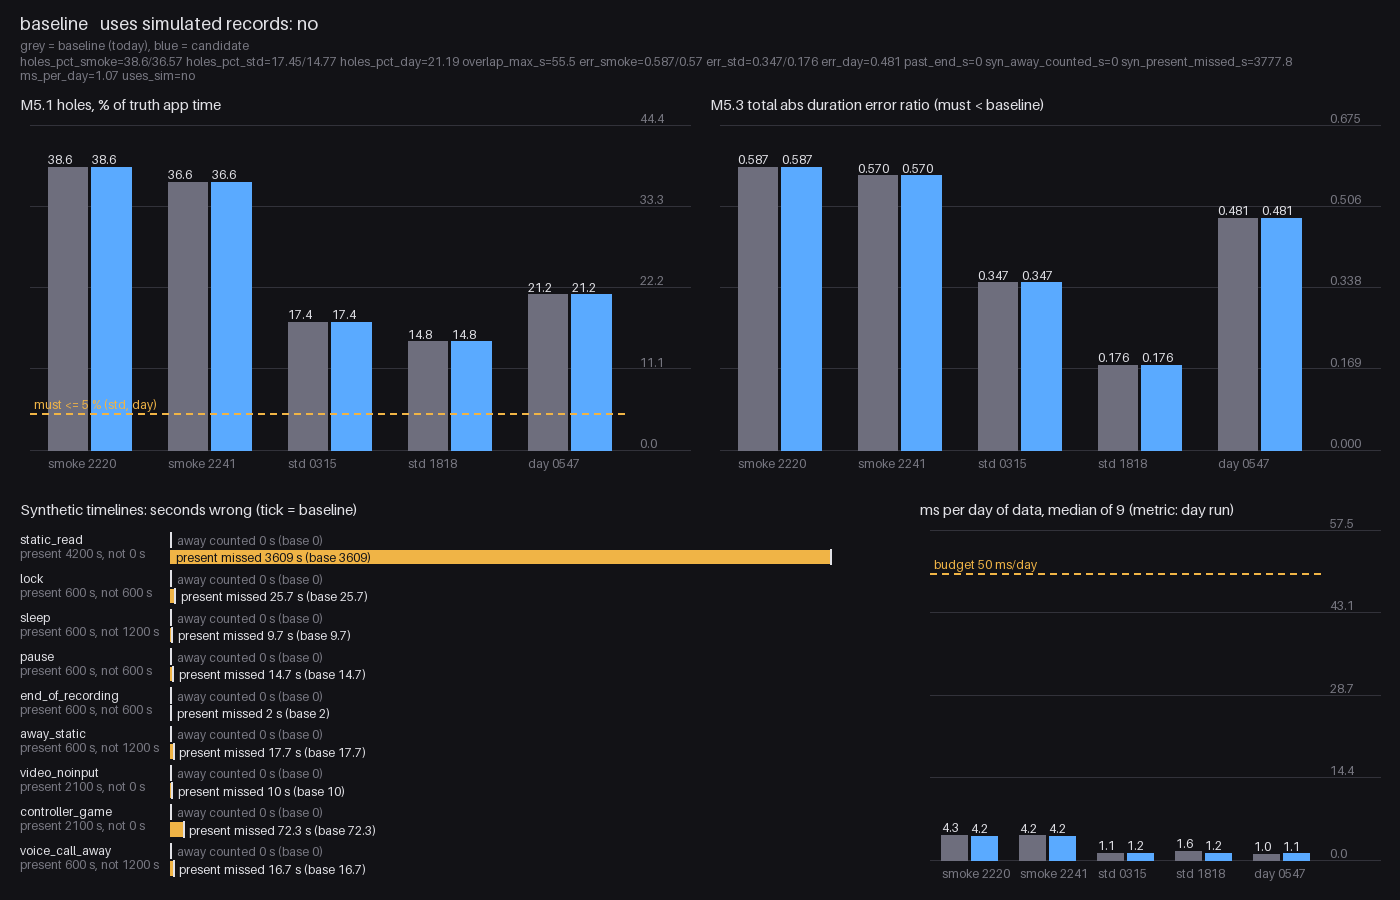 baseline uses simulated records: no
grey = baseline (today), blue = candidate
holes_pct_smoke=38.6/36.57 holes_pct_std=17.45/14.77 holes_pct_day=21.19 overlap_max_s=55.5 err_smoke=0.587/0.57 err_std=0.347/0.176 err_day=0.481 past_end_s=0 syn_away_counted_s=0 syn_present_missed_s=3777.8
ms_per_day=1.07 uses_sim=no
M5.1 holes, % of truth app time
44.4
38.6 38.6
36.6 36.6
33.3
22.2
21.2 21.2
17.4 17.4
14.8 14.8
11.1
must <= 5 % (std, day)
0.0
smoke 2220 smoke 2241 std 0315 std 1818 day 0547
M5.3 total abs duration error ratio (must < baseline)
0.675
0.587 0.587
0.570 0.570
0.506
0.481 0.481
0.347 0.347
0.338
0.176 0.176
0.169
0.000
smoke 2220 smoke 2241 std 0315 std 1818 day 0547
Synthetic timelines: seconds wrong (tick = baseline)
static_read
present 4200 s, not 0 s
away counted 0 s (base 0)
present missed 3609 s (base 3609)
lock
present 600 s, not 600 s
away counted 0 s (base 0)
present missed 25.7 s (base 25.7)
sleep
present 600 s, not 1200 s
away counted 0 s (base 0)
present missed 9.7 s (base 9.7)
pause
present 600 s, not 600 s
away counted 0 s (base 0)
present missed 14.7 s (base 14.7)
end_of_recording
present 600 s, not 600 s
away counted 0 s (base 0)
present missed 2 s (base 2)
away_static
present 600 s, not 1200 s
away counted 0 s (base 0)
present missed 17.7 s (base 17.7)
video_noinput
present 2100 s, not 0 s
away counted 0 s (base 0)
present missed 10 s (base 10)
controller_game
present 2100 s, not 0 s
away counted 0 s (base 0)
present missed 72.3 s (base 72.3)
voice_call_away
present 600 s, not 1200 s
away counted 0 s (base 0)
present missed 16.7 s (base 16.7)
ms per day of data, median of 9 (metric: day run)
57.5
budget 50 ms/day
43.1
28.7
14.4
4.3 4.2 4.2 4.2 1.1 1.2 1.6 1.2 1.0 1.1
0.0
smoke 2220 smoke 2241 std 0315 std 1818 day 0547